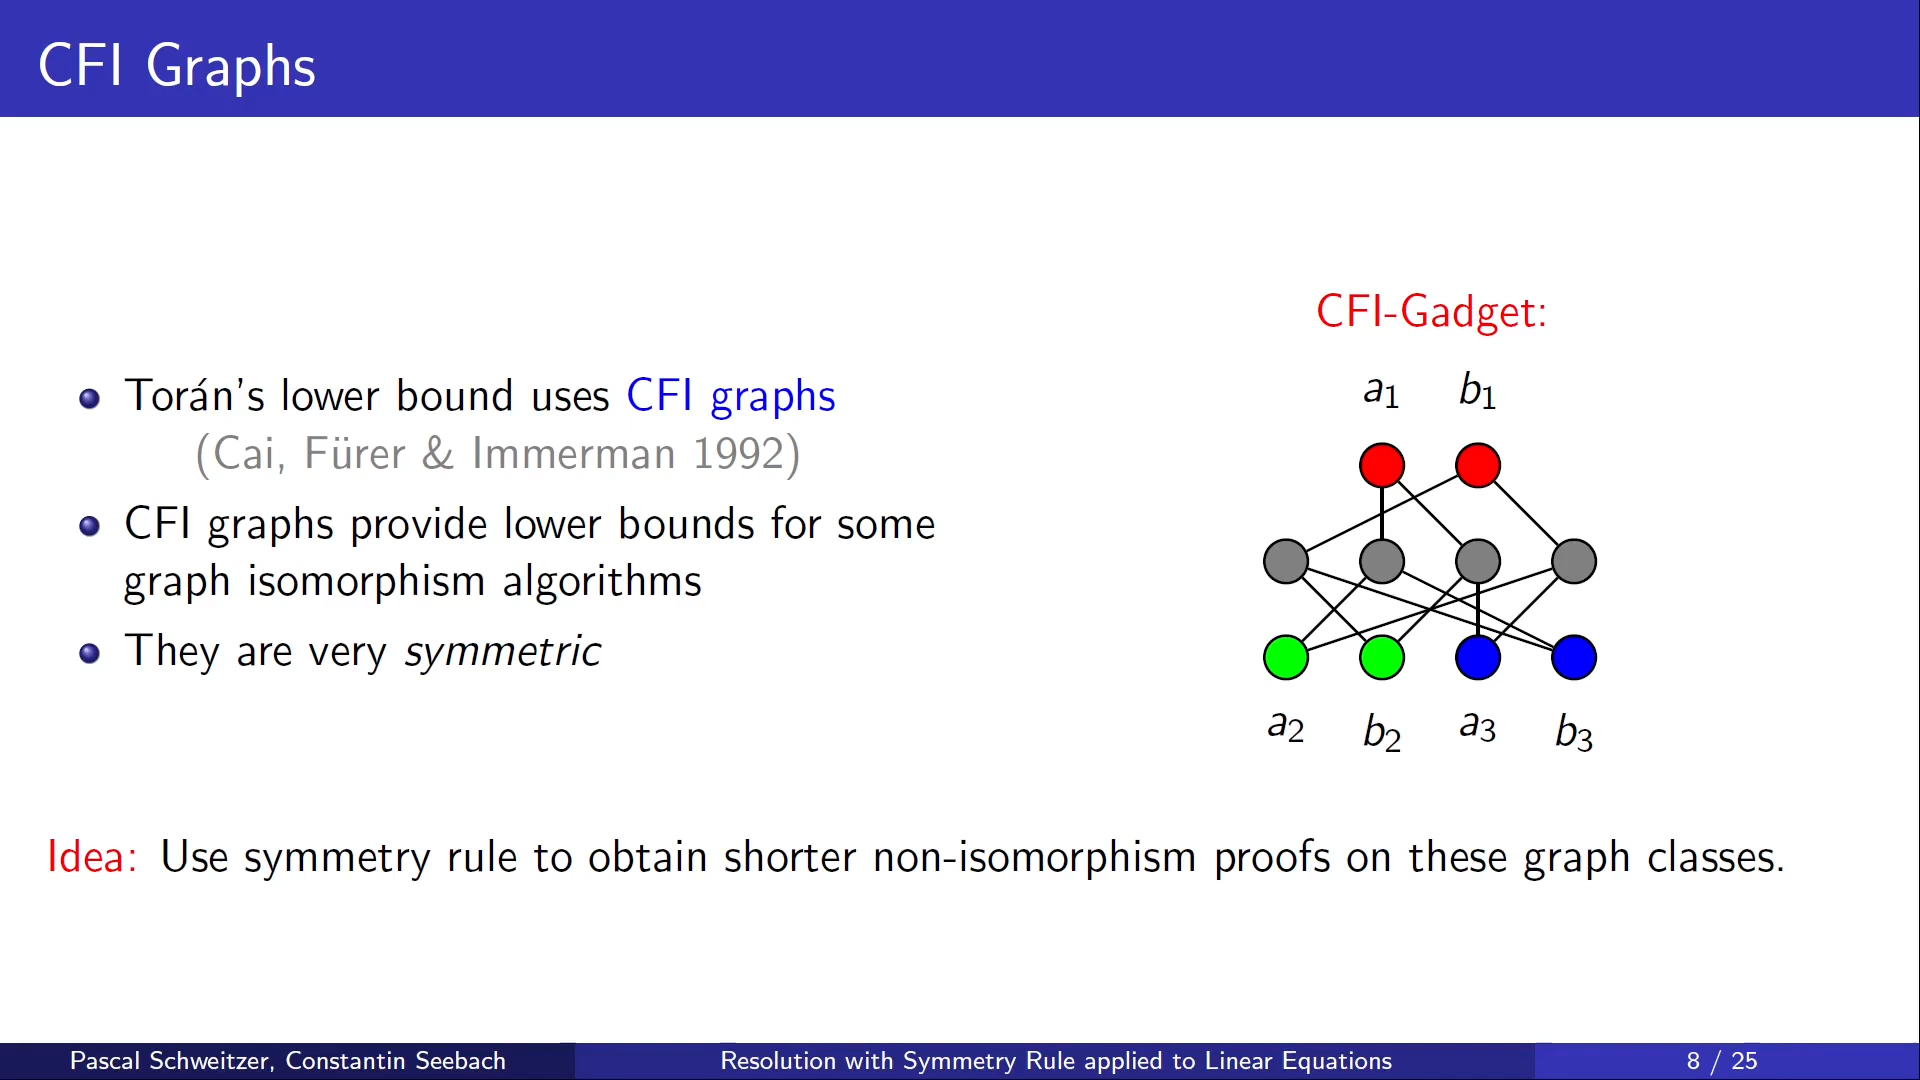 CFI Graphs
Torán's lower bound uses CFI graphs
(Cai, Fürer & Immerman 1992)
CFI graphs provide lower bounds for some
graph isomorphism algorithms
They are very symmetric
CFI-Gadget:
a1 b1
a2 b2 a3 b3
Idea: Use symmetry rule to obtain shorter non-isomorphism proofs on these graph classes.
Pascal Schweitzer, Constantin Seebach
Resolution with Symmetry Rule applied to Linear Equations
8 / 25